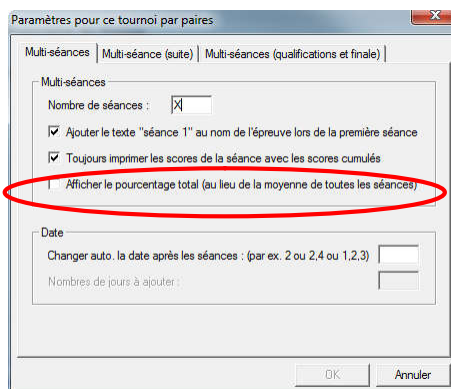 Paramètres pour ce tournoi par paires
Multi-séances
Multi-séance (suite)
Multi-séances (qualifications et finale)
Multi-séances
Nombre de séances : X
Ajouter le texte "séance 1" au nom de l'épreuve lors de la première séance
Toujours imprimer les scores de la séance avec les scores cumulés
Afficher le pourcentage total (au lieu de la moyenne de toutes les séances)
Date
Changer auto. la date après les séances : (par ex. 2 ou 2,4 ou 1,2,3)
Nombres de jours à ajouter :
OK
Annuler